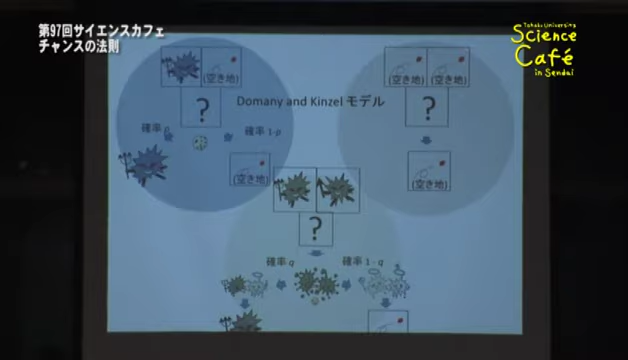 第97回サイエンスカフェ
チャンスの法則
Tohoku University
Science
Café
in Sendai
(空き地)
(空き地)
(空き地)
?
?
Domany and Kinzel モデル
確率 p
確率 1-p
(空き地)
(空き地)
?
確率 q
確率 1-q